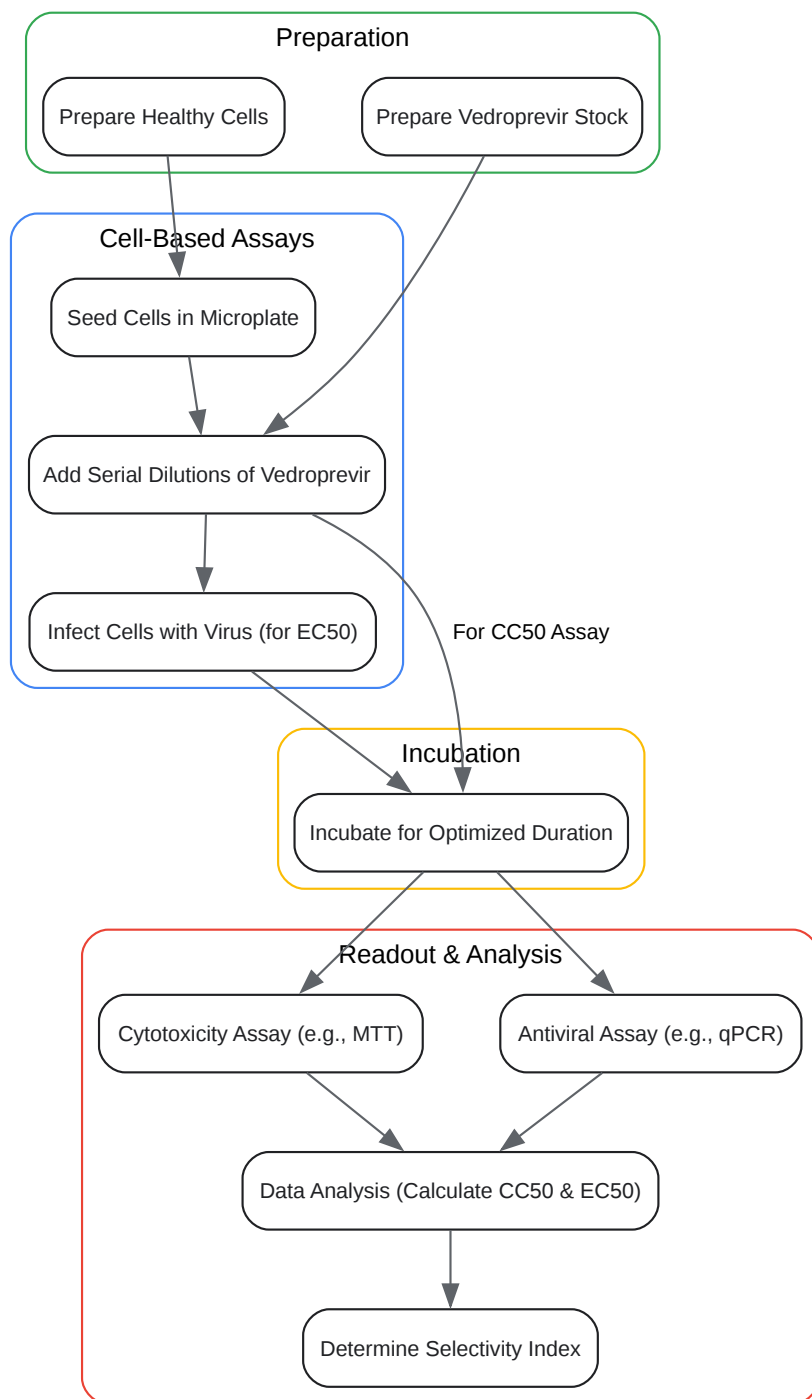 Preparation
Prepare Healthy Cells
Prepare Vedroprevir Stock
Cell-Based Assays
Seed Cells in Microplate
Add Serial Dilutions of Vedroprevir
Infect Cells with Virus (for EC50)
For CC50 Assay
Incubation
Incubate for Optimized Duration
Readout & Analysis
Cytotoxicity Assay (e.g., MTT)
Antiviral Assay (e.g., qPCR)
Data Analysis (Calculate CC50 & EC50)
Determine Selectivity Index